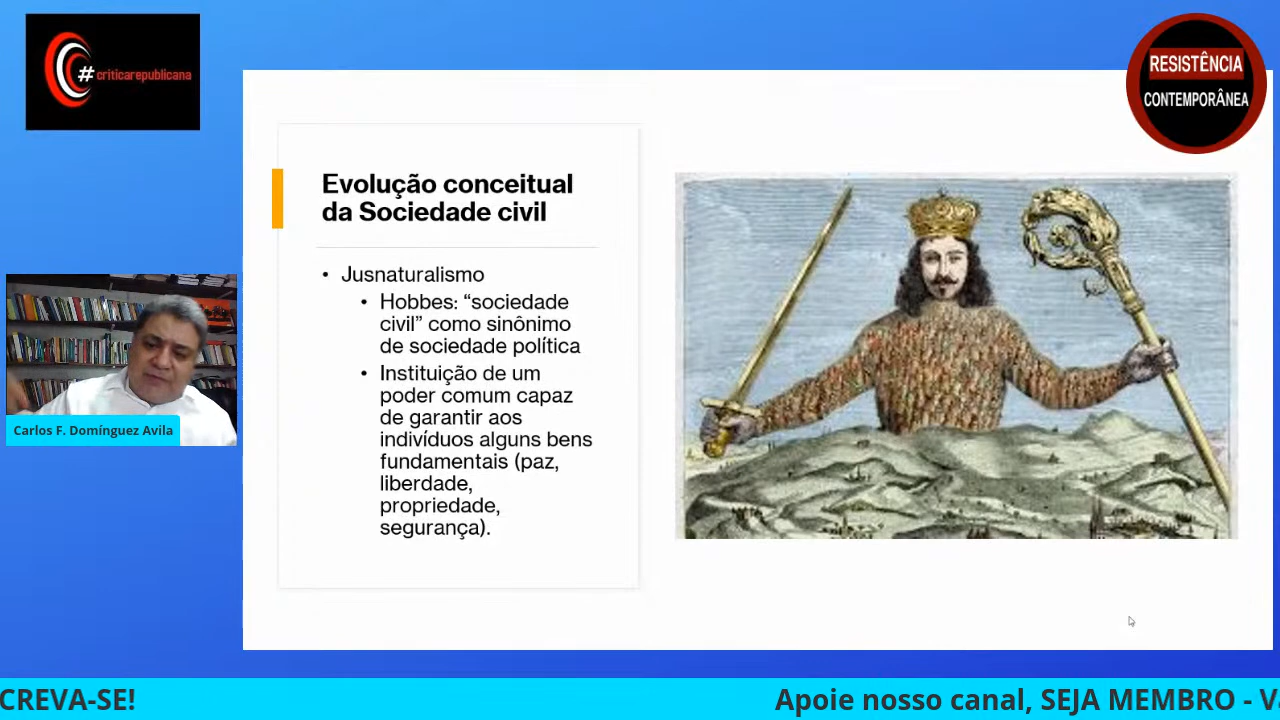 #criticarepublicana
RESISTÊNCIA
CONTEMPORÂNEA
Evolução conceitual
da Sociedade civil
• Jusnaturalismo
• Hobbes: “sociedade
civil” como sinônimo
de sociedade política
• Instituição de um
poder comum capaz
de garantir aos
indivíduos alguns bens
fundamentais (paz,
liberdade,
propriedade,
segurança).
Carlos F. Domínguez Avila
CREVA-SE!
Apoie nosso canal, SEJA MEMBRO - V